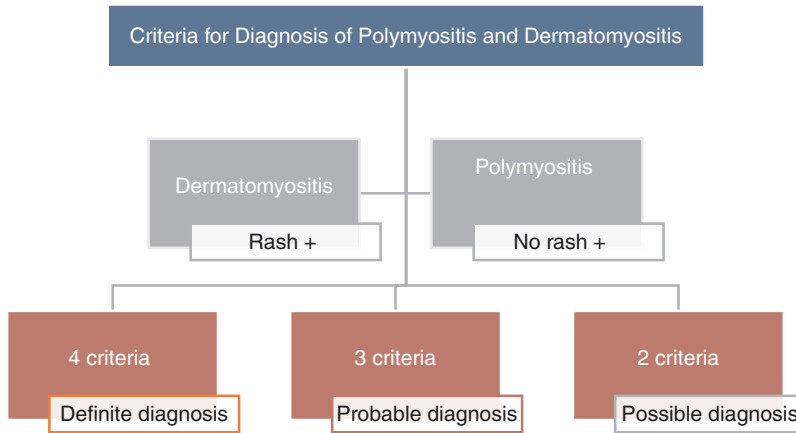 Criteria for Diagnosis of Polymyositis and Dermatomyositis
Dermatomyositis
Rash +
Polymyositis
No rash +
4 criteria
Definite diagnosis
3 criteria
Probable diagnosis
2 criteria
Possible diagnosis